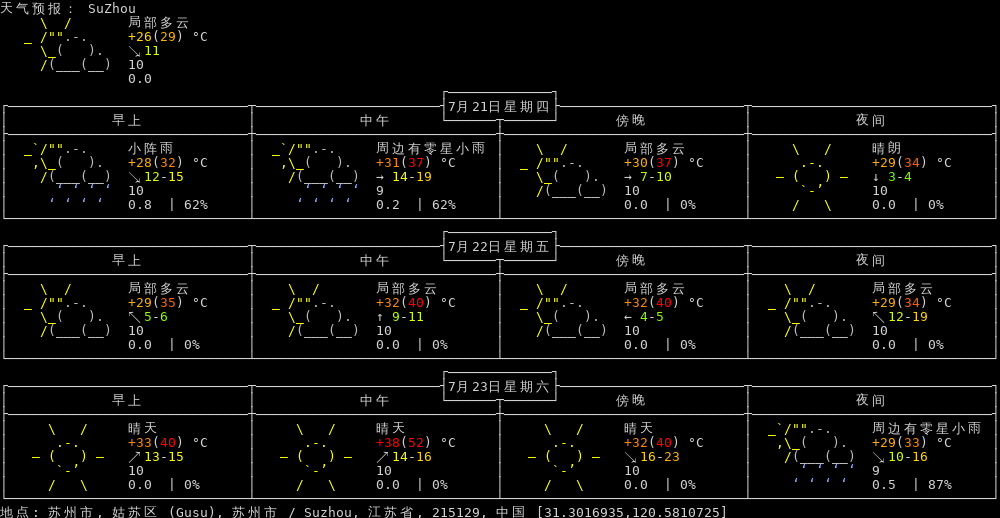 天气预报： SuZhou
局部多云
+26(29) °C
↘11
10
0.0
7月21日星期四
早上 中午 傍晚 夜间
小阵雨 周边有零星小雨 局部多云 晴朗
+28(32) °C +31(37) °C +30(37) °C +29(34) °C
↘12-15 → 14-19 → 7-10 ↓ 3-4
10 9 10 10
0.8 | 62% 0.2 | 62% 0.0 | 0% 0.0 | 0%
7月22日星期五
早上 中午 傍晚 夜间
局部多云 局部多云 局部多云 局部多云
+29(35) °C +32(40) °C +32(40) °C +29(34) °C
↖5-6 ↑ 9-11 ← 4-5 ↖12-19
10 10 10 10
0.0 | 0% 0.0 | 0% 0.0 | 0% 0.0 | 0%
7月23日星期六
早上 中午 傍晚 夜间
晴天 晴天 晴天 周边有零星小雨
+33(40) °C +38(52) °C +32(40) °C +29(33) °C
↗13-15 ↗14-16 ↘16-23 ↘10-16
10 10 10 9
0.0 | 0% 0.0 | 0% 0.0 | 0% 0.5 | 87%
地点: 苏州市, 姑苏区 (Gusu), 苏州市 / Suzhou, 江苏省, 215129, 中国 [31.3016935,120.5810725]